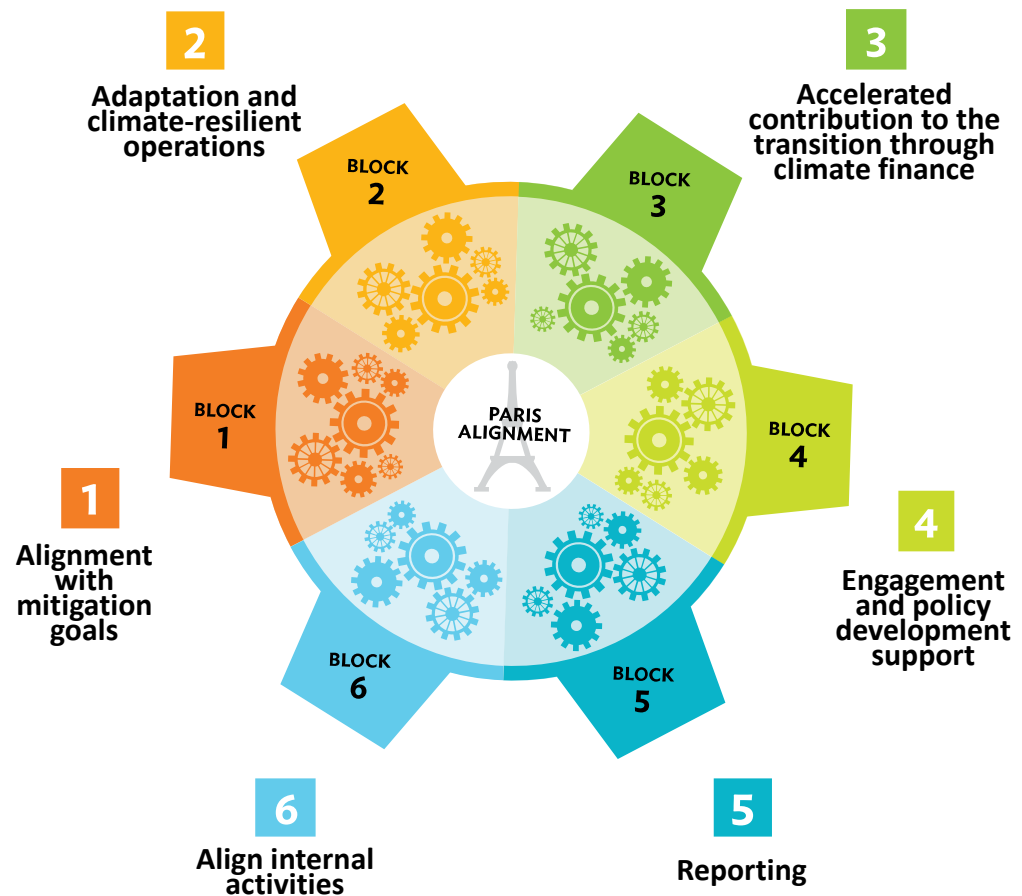 2
Adaptation and
climate-resilient
operations
3
Accelerated
contribution to the
transition through
climate finance
BLOCK
2
BLOCK
3
BLOCK
1
PARIS
ALIGNMENT
BLOCK
4
1
Alignment
with
mitigation
goals
4
Engagement
and policy
development
support
BLOCK
6
BLOCK
5
6
Align internal
activities
5
Reporting